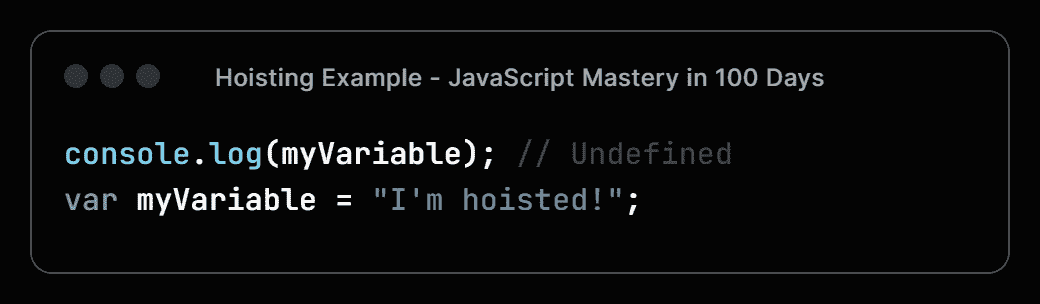 Hoisting Example - JavaScript Mastery in 100 Days
console.log(myVariable); // Undefined
var myVariable = "I'm hoisted!";